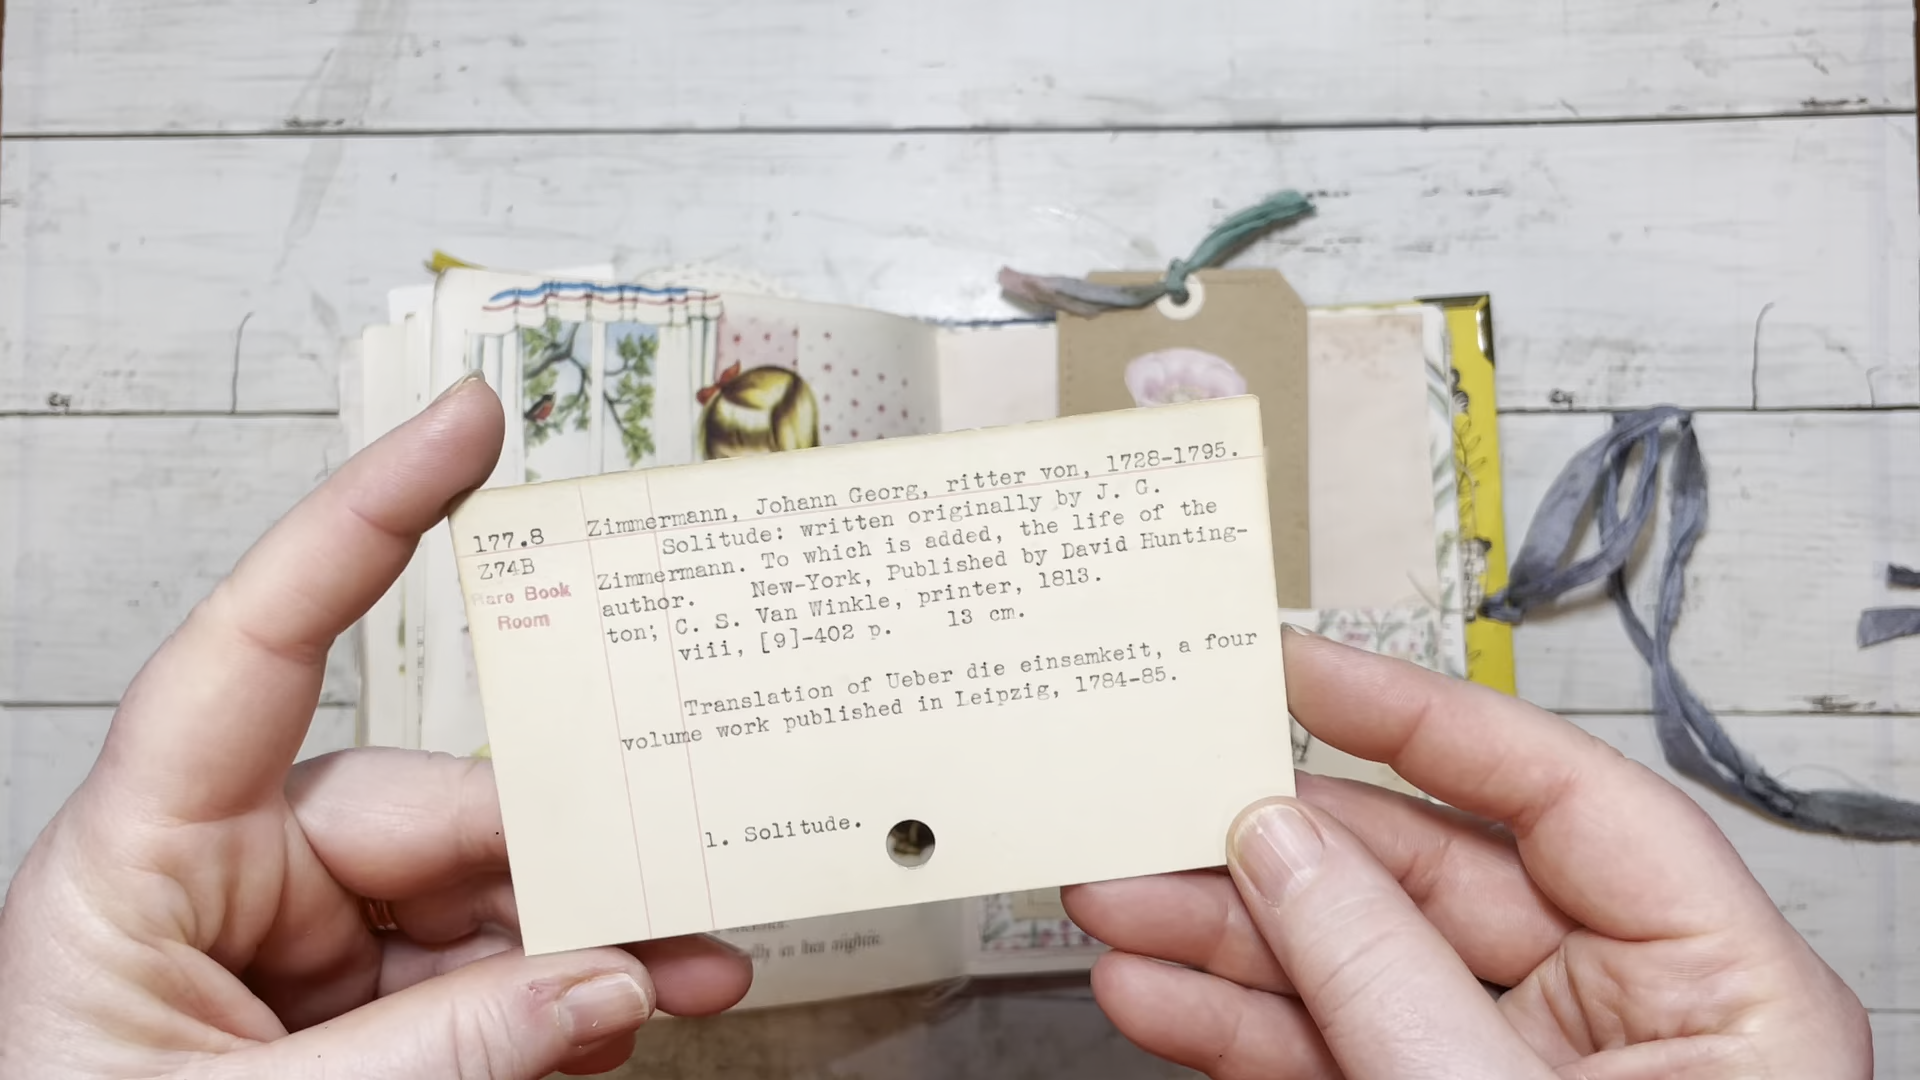 Zimmermann, Johann Georg, ritter von, 1728-1795.
177.8
Z74B
Rare Book
Room
Solitude: written originally by J. G.
Zimmermann. To which is added, the life of the
author. New-York, Published by David Hunting-
ton; C. S. Van Winkle, printer, 1813.
viii, [9]-402 p. 13 cm.
Translation of Ueber die einsamkeit, a four
volume work published in Leipzig, 1784-85.
1. Solitude.
in her nightie.